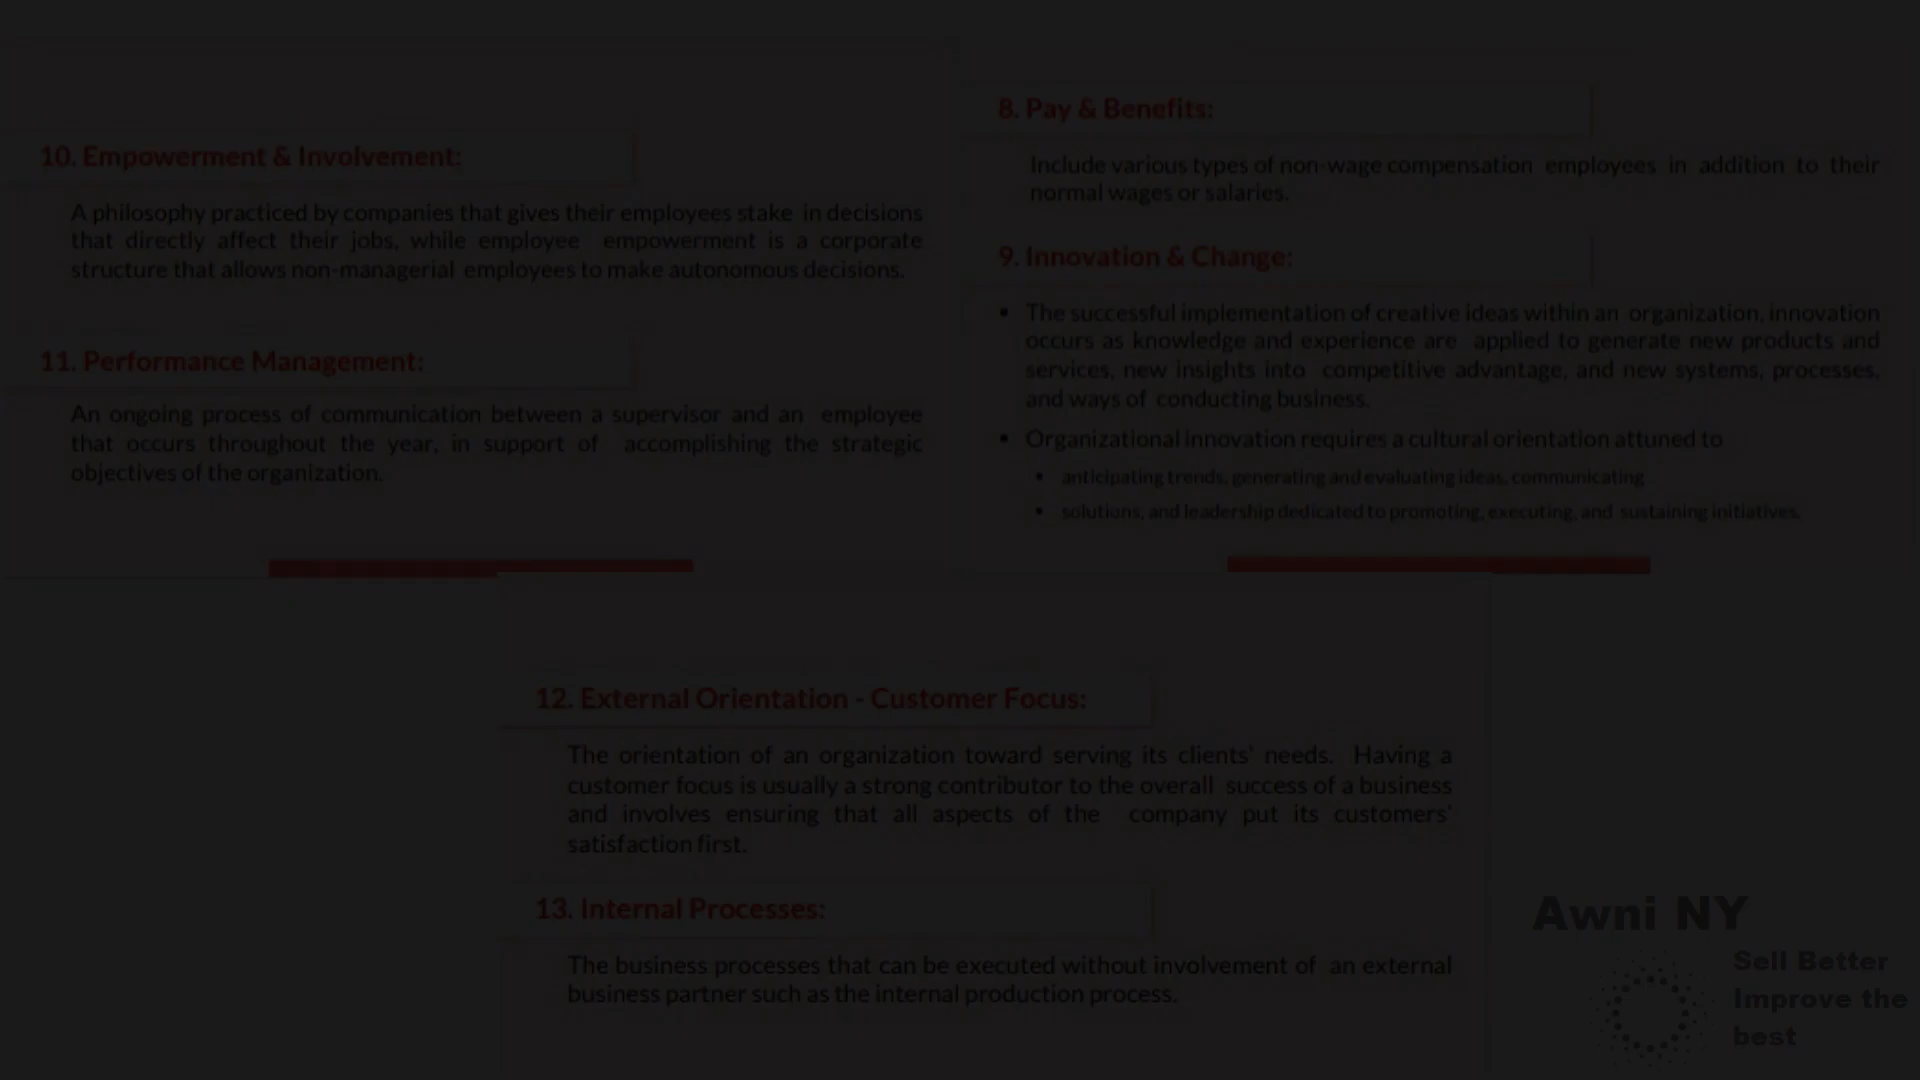 10. Empowerment & Involvement:
A philosophy practiced by companies that gives their employees stake in decisions
that directly affect their jobs, while employee empowerment is a corporate
structure that allows non-managerial employees to make autonomous decisions.
11. Performance Management:
An ongoing process of communication between a supervisor and an employee
that occurs throughout the year, in support of accomplishing the strategic
objectives of the organization.
8. Pay & Benefits:
Include various types of non-wage compensation employees in addition to their
normal wages or salaries.
9. Innovation & Change:
• The successful implementation of creative ideas within an organization, innovation
occurs as knowledge and experience are applied to generate new products and
services, new insights into competitive advantage, and new systems, processes,
and ways of conducting business.
• Organizational innovation requires a cultural orientation attuned to
• anticipating trends, generating and evaluating ideas, communicating
• solutions, and leadership dedicated to promoting, executing, and sustaining initiatives.
12. External Orientation - Customer Focus:
The orientation of an organization toward serving its clients' needs. Having a
customer focus is usually a strong contributor to the overall success of a business
and involves ensuring that all aspects of the company put its customers'
satisfaction first.
13. Internal Processes:
The business processes that can be executed without involvement of an external
business partner such as the internal production process.
Awni NY
Sell Better
Improve the
best